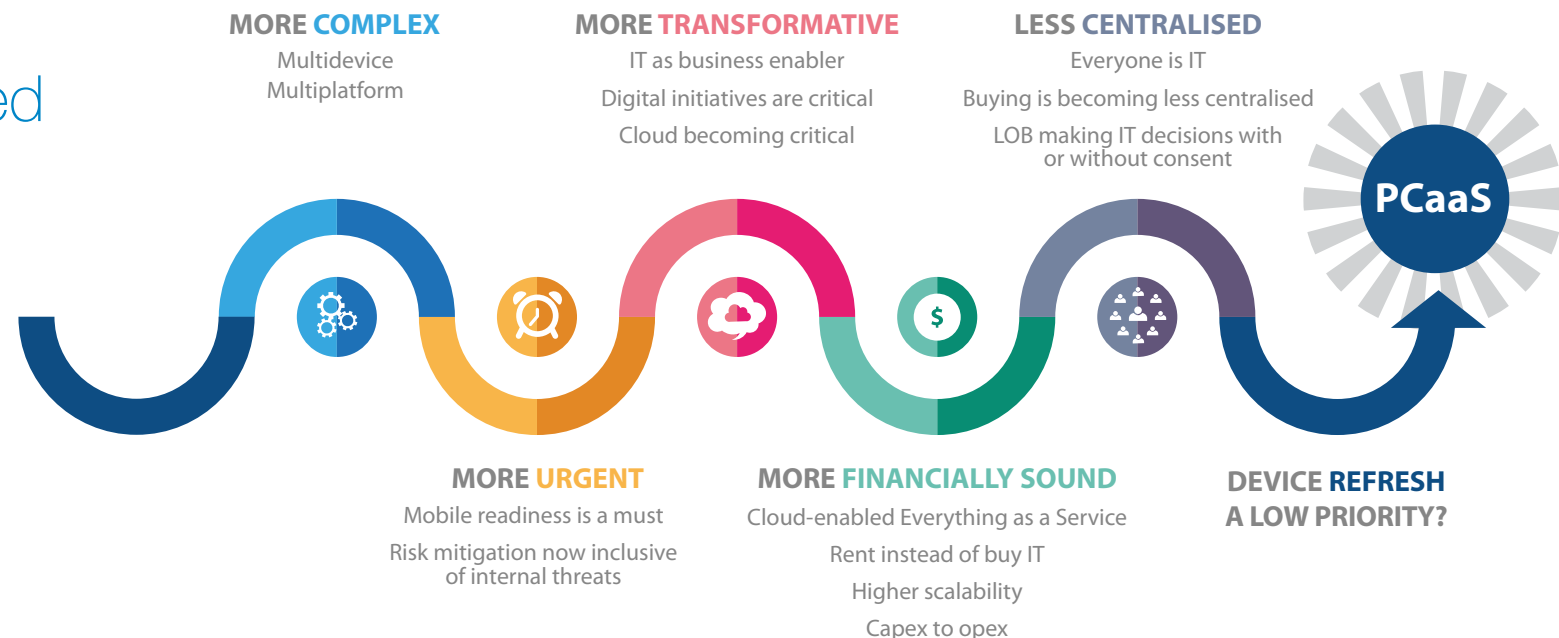 ed
MORE COMPLEX
Multidevice
Multiplatform
MORE TRANSFORMATIVE
IT as business enabler
Digital initiatives are critical
Cloud becoming critical
LESS CENTRALISED
Everyone is IT
Buying is becoming less centralised
LOB making IT decisions with
or without consent
PCaaS
$
MORE URGENT
Mobile readiness is a must
Risk mitigation now inclusive
of internal threats
MORE FINANCIALLY SOUND
Cloud-enabled Everything as a Service
Rent instead of buy IT
Higher scalability
Capex to opex
DEVICE REFRESH
A LOW PRIORITY?